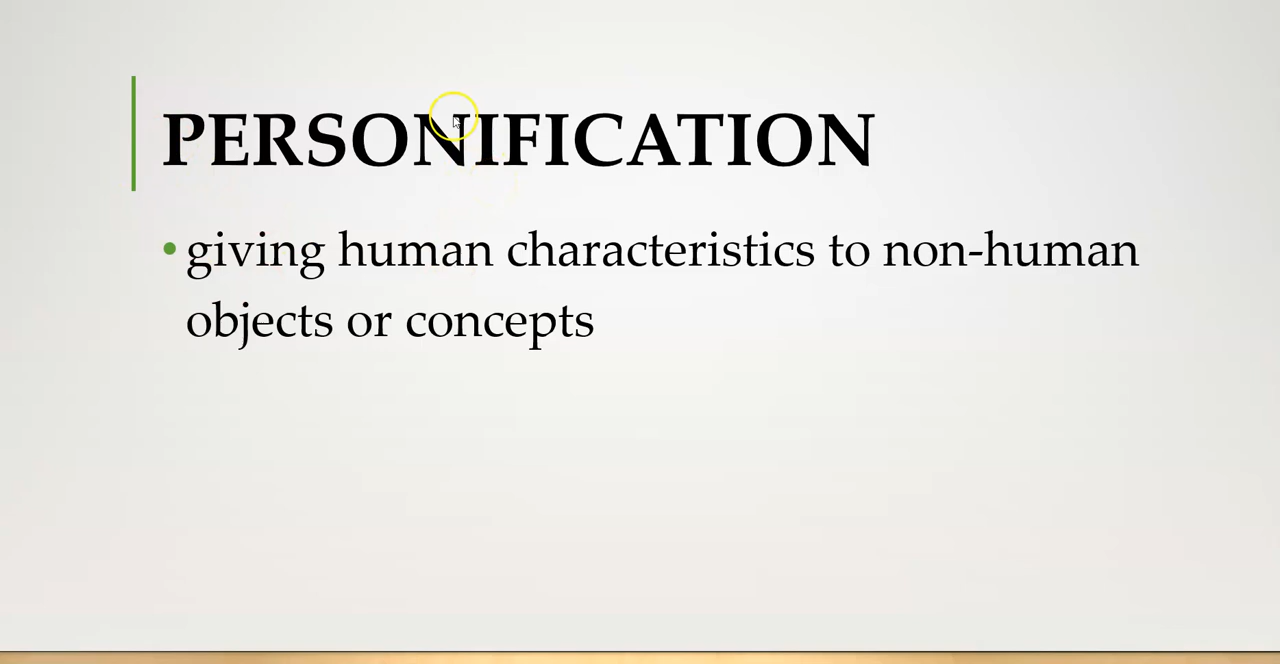 PERSONIFICATION
• giving human characteristics to non-human
objects or concepts